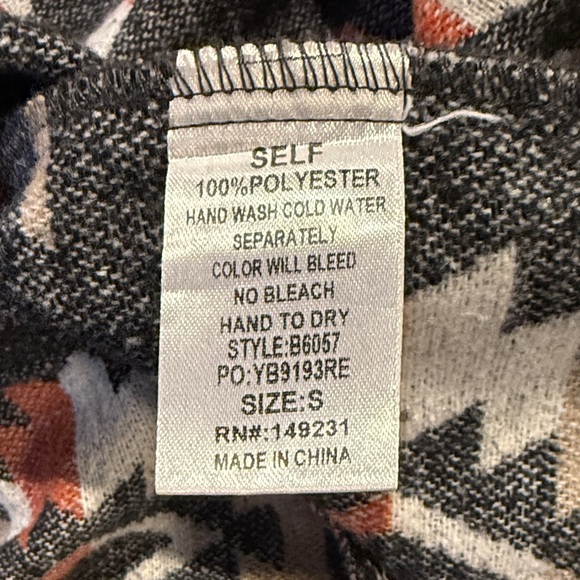 SELF
100%POLYESTER
HAND WASH COLD WATER
SEPARATELY
COLOR WILL BLEED
NO BLEACH
HAND TO DRY
STYLE:B6057
PO:YB9193RE
SIZE:S
RN#:149231
MADE IN CHINA